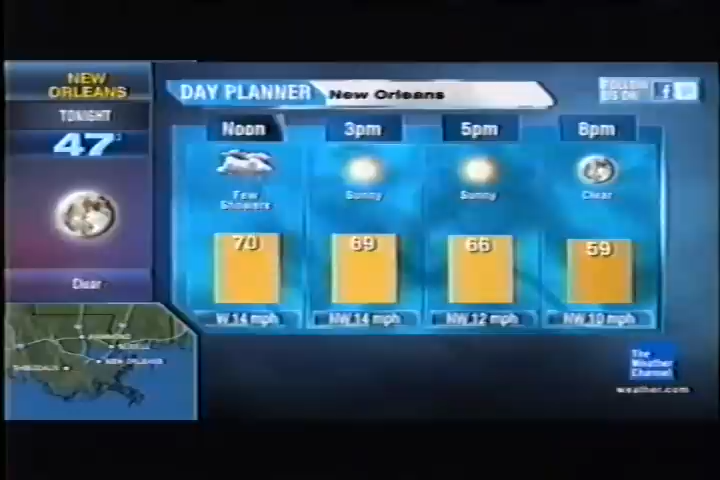 NEW
ORLEANS
TONIGHT
47
Clear
DAY PLANNER New Orleans
FOLLOW
US ON
Noon
Few
Showers
70
W 14 mph
3pm
Sunny
69
NW 14 mph
5pm
Sunny
66
NW 12 mph
8pm
Clear
59
NW 10 mph
NEW ORLEANS
The
Weather
Channel
weather.com